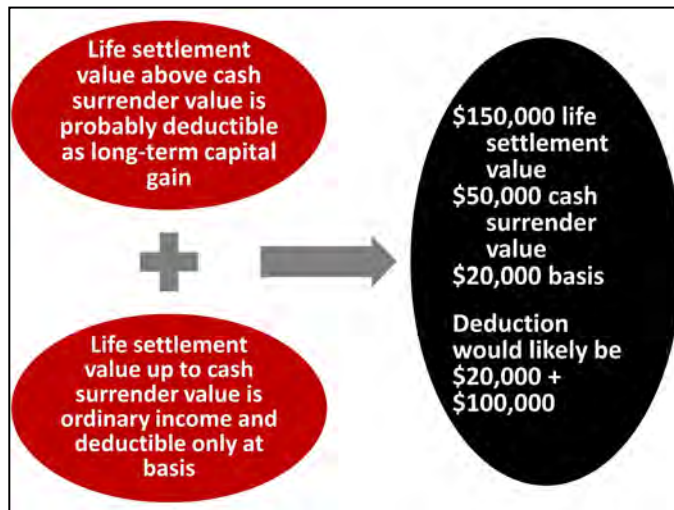 Life settlement
value above cash
surrender value is
probably deductible
as long-term capital
gain
Life settlement
value up to cash
surrender value is
ordinary income and
deductible only at
basis
$150,000 life
settlement
value
$50,000 cash
surrender
value
$20,000 basis
Deduction
would likely be
$20,000 +
$100,000